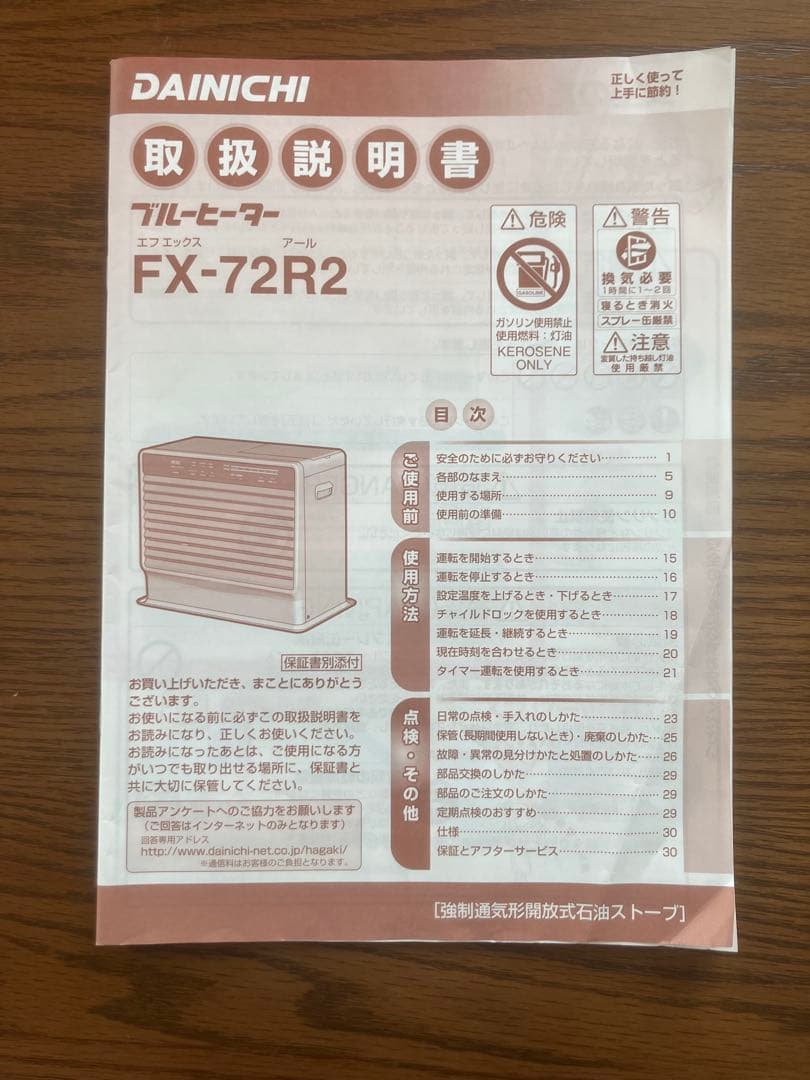 DAINICHI
正しく使って
上手に節約！
取扱説明書
ブルーヒーター
エフエックス アール
FX-72R2
危険
GASOLINE
ガソリン使用禁止
使用燃料：灯油
KEROSENE
ONLY
警告
換気必要
1時間に1〜2回
寝るとき消火
スプレー缶厳禁
注意
変質した持ち越し灯油
使用厳禁
目次
ご使用前
安全のために必ずお守りください…………… 1
各部のなまえ…………………………… 5
使用する場所…………………………… 9
使用前の準備…………………………… 10
使用方法
運転を開始するとき…………………… 15
運転を停止するとき…………………… 16
設定温度を上げるとき・下げるとき……… 17
チャイルドロックを使用するとき………… 18
運転を延長・継続するとき……………… 19
現在時刻を合わせるとき………………… 20
タイマー運転を使用するとき…………… 21
点検・その他
日常の点検・手入れのしかた…………… 23
保管（長期間使用しないとき）・廃棄のしかた… 25
故障・異常の見分けかたと処置のしかた…… 26
部品交換のしかた……………………… 29
部品のご注文のしかた………………… 29
定期点検のおすすめ…………………… 29
仕様……………………………………… 30
保証とアフターサービス………………… 30
保証書別添付
お買い上げいただき、まことにありがとう
ございます。
お使いになる前に必ずこの取扱説明書を
お読みになり、正しくお使いください。
お読みになったあとは、ご使用になる方
がいつでも取り出せる場所に、保証書と
共に大切に保管してください。
製品アンケートへのご協力をお願いします
（ご回答はインターネットのみとなります）
回答専用アドレス
http://www.dainichi-net.co.jp/hagaki/
※通信料はお客様のご負担となります。
［強制通気形開放式石油ストーブ］